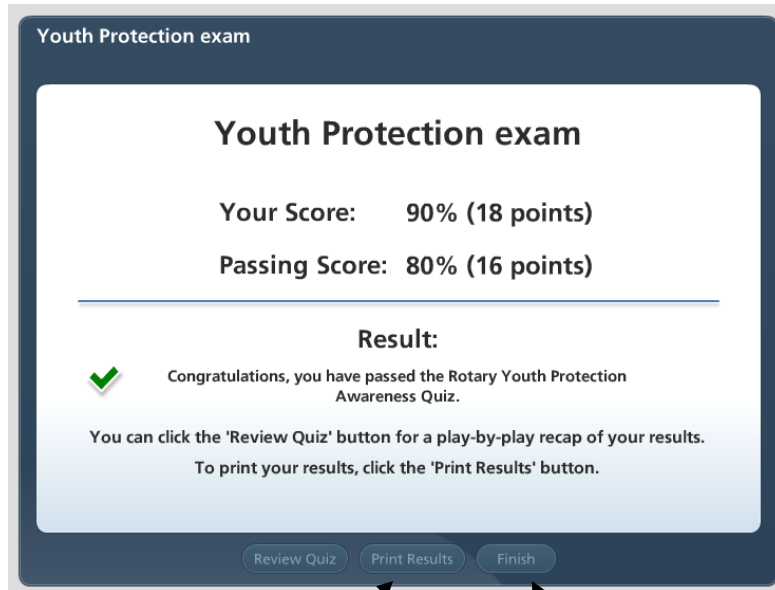 Youth Protection exam
Youth Protection exam
Your Score: 90% (18 points)
Passing Score: 80% (16 points)
Result:
Congratulations, you have passed the Rotary Youth Protection
Awareness Quiz.
You can click the 'Review Quiz' button for a play-by-play recap of your results.
To print your results, click the 'Print Results' button.
Review Quiz Print Results Finish